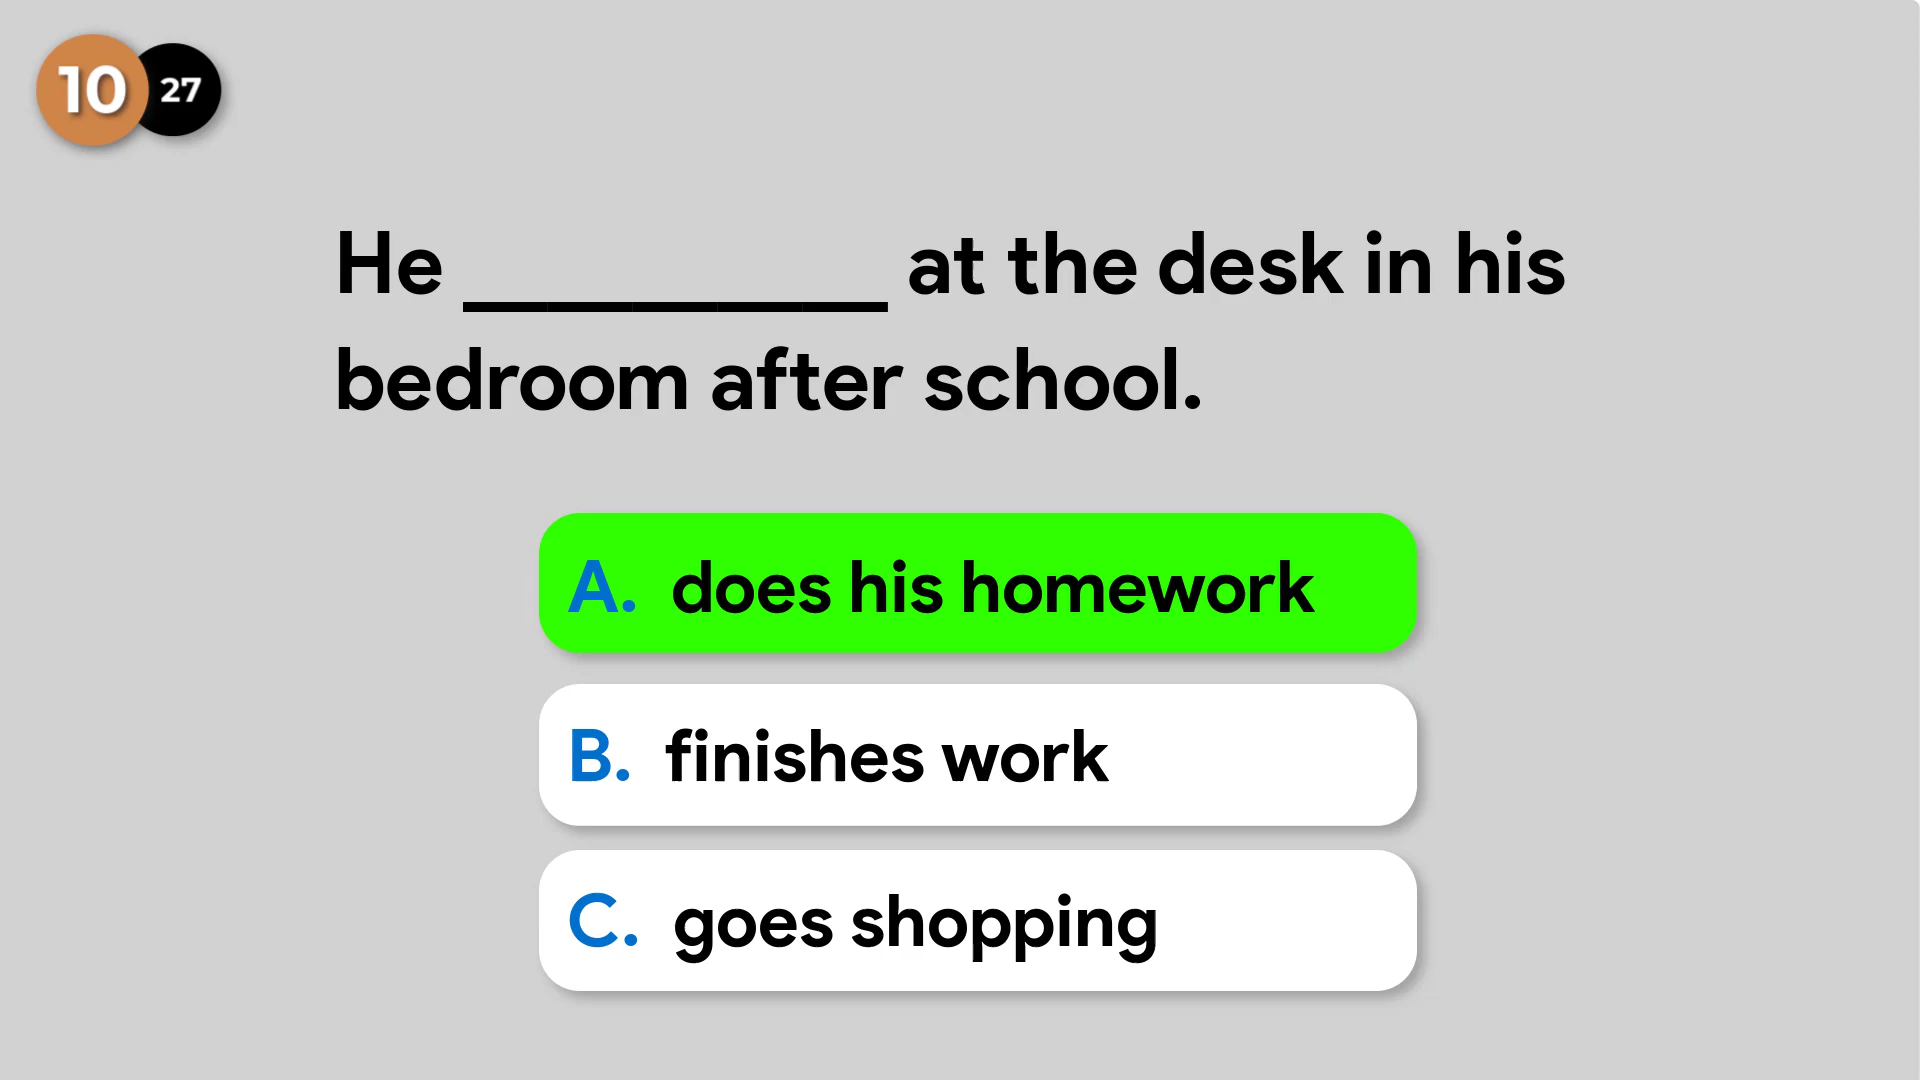 10 27
He __________ at the desk in his
bedroom after school.
A. does his homework
B. finishes work
C. goes shopping